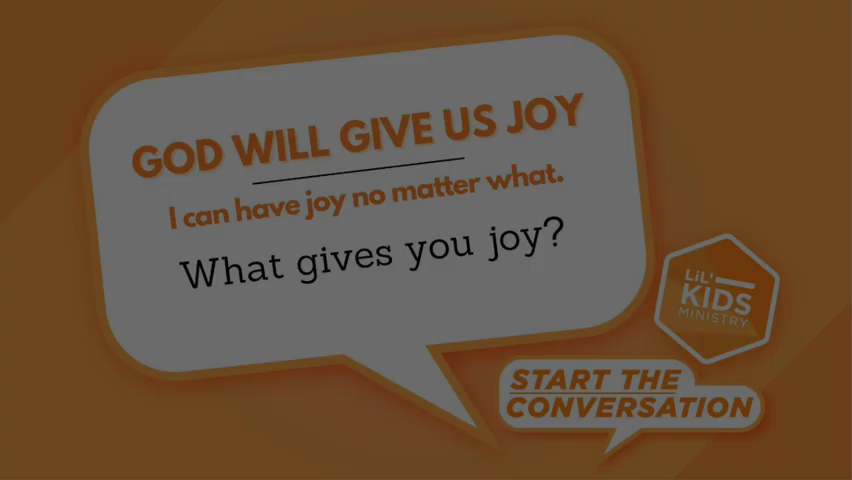 GOD WILL GIVE US JOY
I can have joy no matter what.
What gives you joy?
LiL'
KIDS
MINISTRY
START THE
CONVERSATION